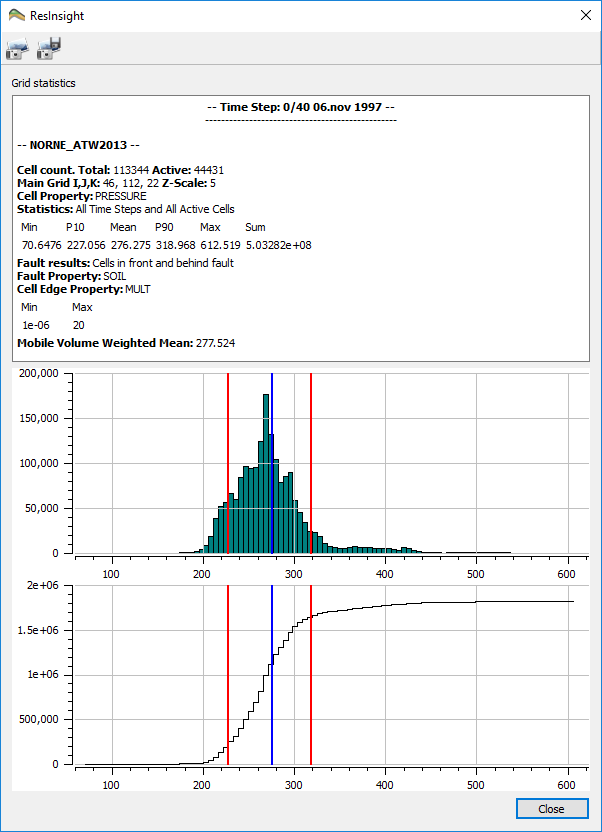 ResInsight
Grid statistics
-- Time Step: 0/40 06.nov 1997 --
------------------------------------------------
-- NORNE_ATW2013 --
Cell count. Total: 113344 Active: 44431
Main Grid I,J,K: 46, 112, 22 Z-Scale: 5
Cell Property: PRESSURE
Statistics: All Time Steps and All Active Cells
Min P10 Mean P90 Max Sum
70.6476 227.056 276.275 318.968 612.519 5.03282e+08
Fault results: Cells in front and behind fault
Fault Property: SOIL
Cell Edge Property: MULT
Min Max
1e-06 20
Mobile Volume Weighted Mean: 277.524
200,000
150,000
100,000
50,000
0
100 200 300 400 500 600
2e+06
1.5e+06
1e+06
500,000
0
100 200 300 400 500 600
Close